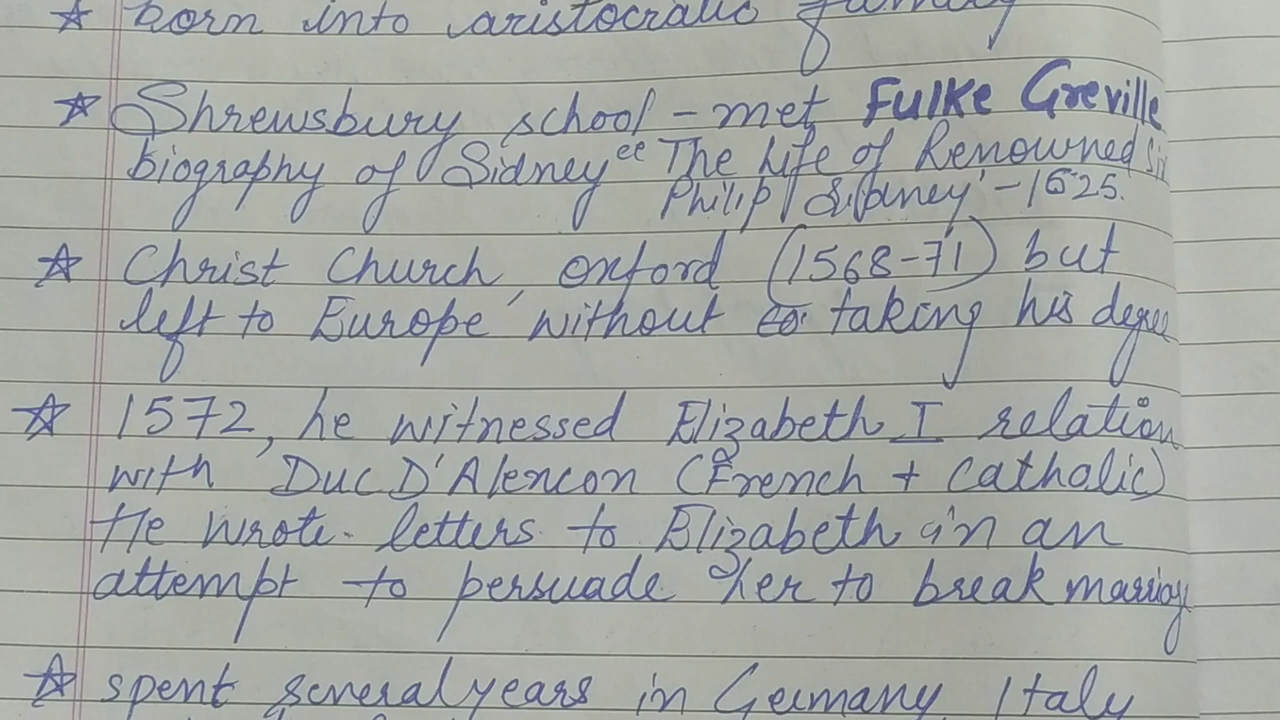 ☆ born into aristocratic family
☆ Shrewsbury school - met Fulke Greville
biography of Sidney "The Life of Renowned Sir
Philip Sidney' - 1625.
☆ Christ Church, oxford (1568-71) but
left to Europe without taking his degree
☆ 1572, he witnessed Elizabeth I relation
with Duc D'Alencon (French + Catholic)
He wrote letters to Elizabeth in an
attempt to persuade her to break marriage
☆ spent several years in Germany, Italy